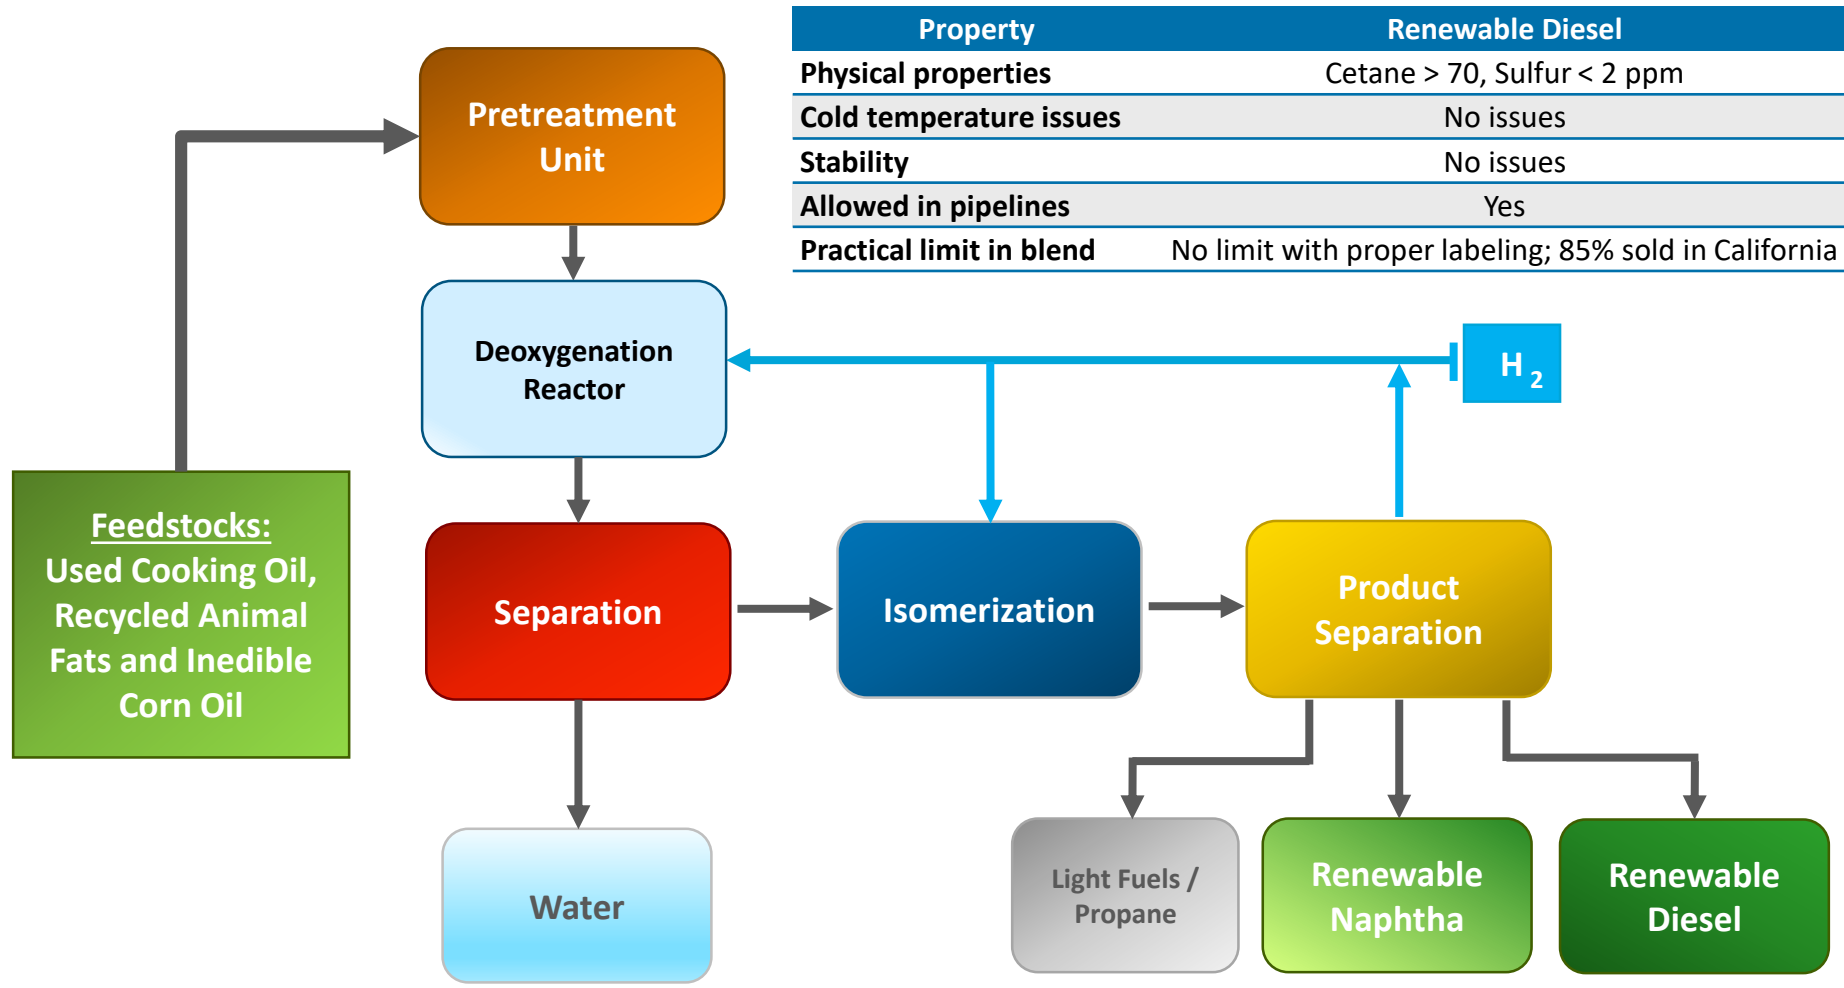 Property Renewable Diesel
Physical properties Cetane > 70, Sulfur < 2 ppm
Cold temperature issues No issues
Stability No issues
Allowed in pipelines Yes
Practical limit in blend No limit with proper labeling; 85% sold in California
Pretreatment
Unit
Deoxygenation
Reactor
H2
Feedstocks:
Used Cooking Oil,
Recycled Animal
Fats and Inedible
Corn Oil
Separation
Isomerization
Product
Separation
Water
Light Fuels /
Propane
Renewable
Naphtha
Renewable
Diesel